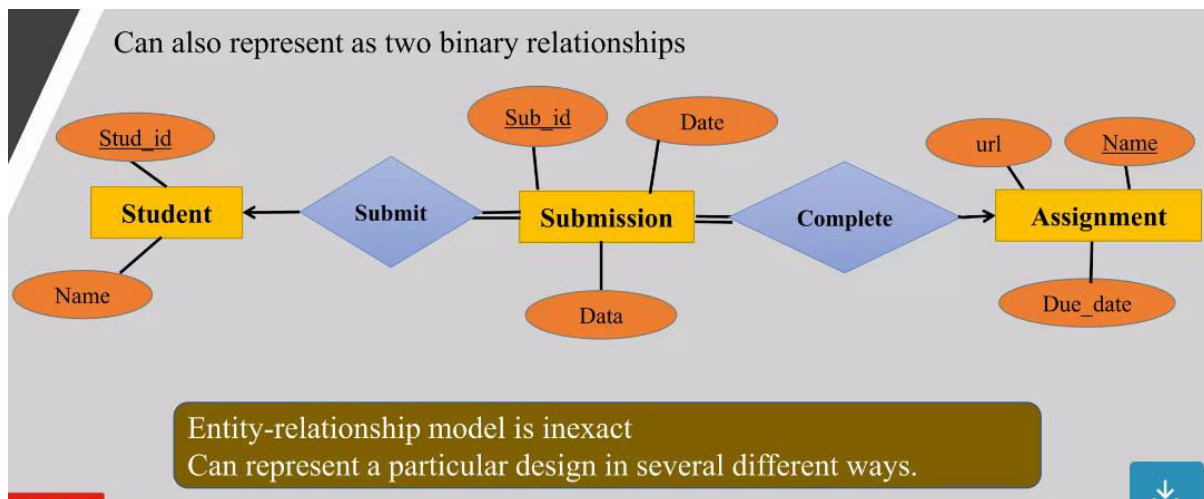 Can also represent as two binary relationships
Stud_id
Sub_id
Date
url
Name
Student
Submit
Submission
Complete
Assignment
Name
Data
Due_date
Entity-relationship model is inexact
Can represent a particular design in several different ways.